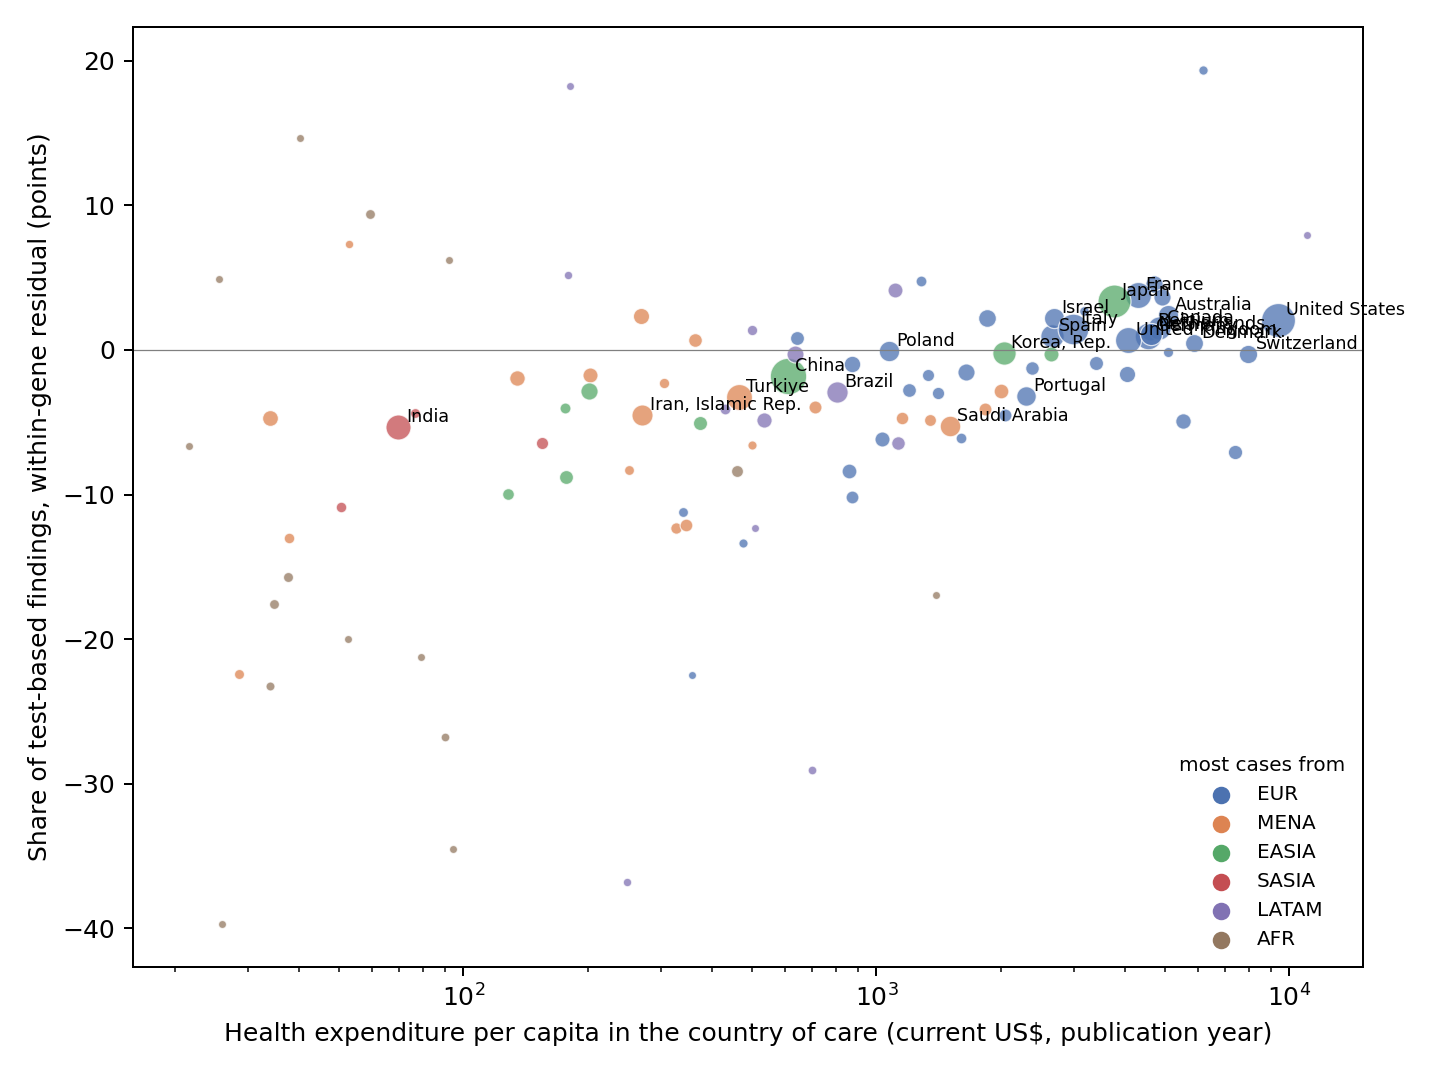 20
10
0
−10
−20
−30
−40
Share of test-based findings, within-gene residual (points)
France
Japan
Australia
Israel
United States
Italy
Canada
Spain
United Kingdom
Denmark
Poland
Korea, Rep.
Switzerland
China
Brazil
Turkiye
Portugal
Iran, Islamic Rep.
India
Saudi Arabia
most cases from
EUR
MENA
EASIA
SASIA
LATAM
AFR
10²
10³
10⁴
Health expenditure per capita in the country of care (current US$, publication year)